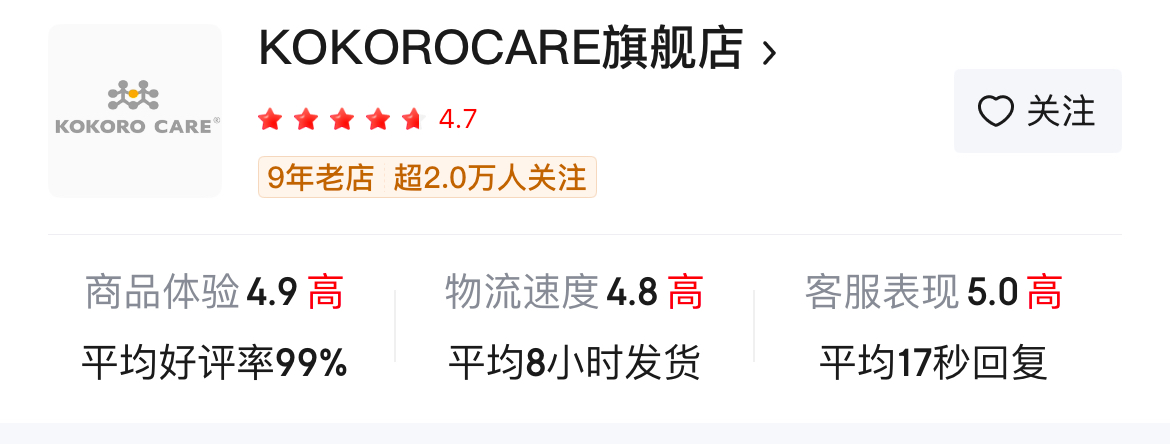 KOKORO CARE®
KOKOROCARE旗舰店
4.7
9年老店 超2.0万人关注
关注
商品体验 4.9 高
平均好评率99%
物流速度 4.8 高
平均8小时发货
客服表现 5.0 高
平均17秒回复